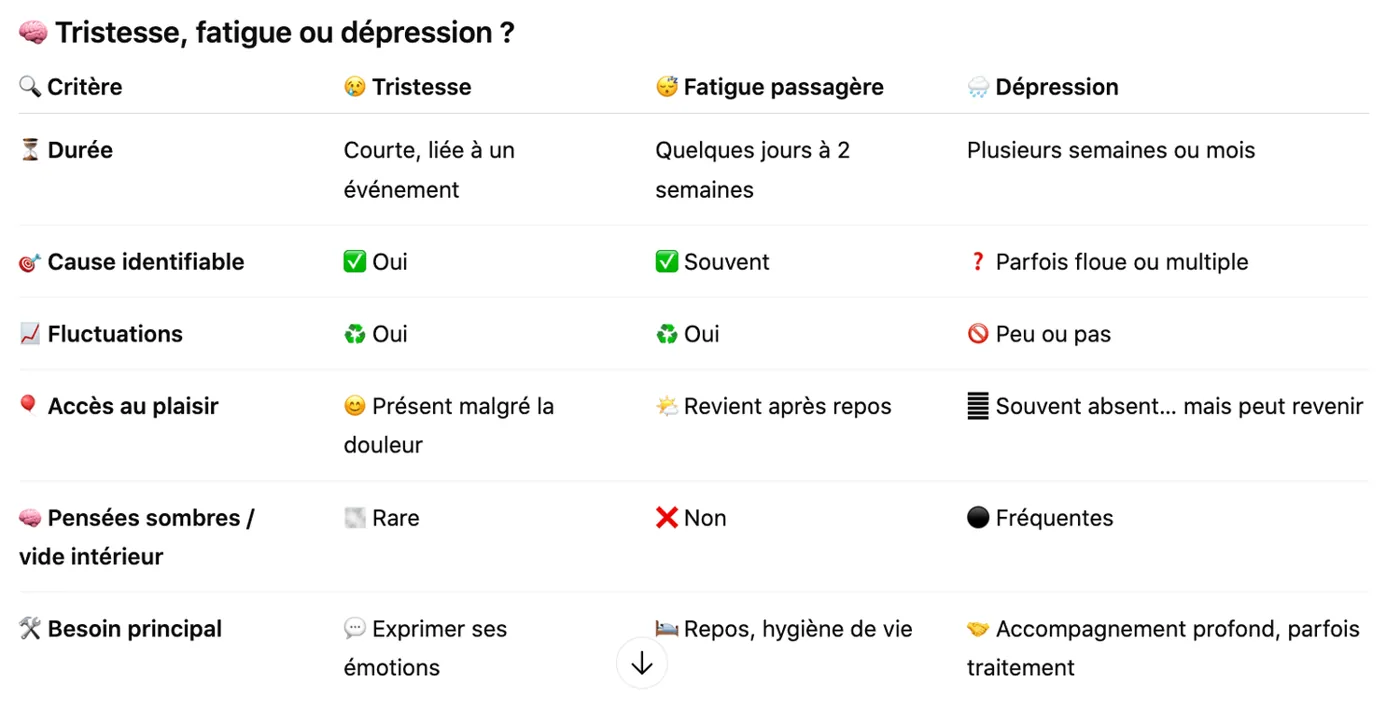 🧠 Tristesse, fatigue ou dépression ?
🔍 Critère 😢 Tristesse 😴 Fatigue passagère 🌧️ Dépression
⏳ Durée Courte, liée à un Quelques jours à 2 Plusieurs semaines ou mois
événement semaines
🎯 Cause identifiable ✅ Oui ✅ Souvent ❓ Parfois floue ou multiple
📈 Fluctuations ♻️ Oui ♻️ Oui 🚫 Peu ou pas
🎈 Accès au plaisir 😊 Présent malgré la 🌤️ Revient après repos Souvent absent… mais peut revenir
douleur
🧠 Pensées sombres / 🌫️ Rare ❌ Non ⚫ Fréquentes
vide intérieur
🛠️ Besoin principal 💬 Exprimer ses 🛌 Repos, hygiène de vie 🤝 Accompagnement profond, parfois
émotions traitement